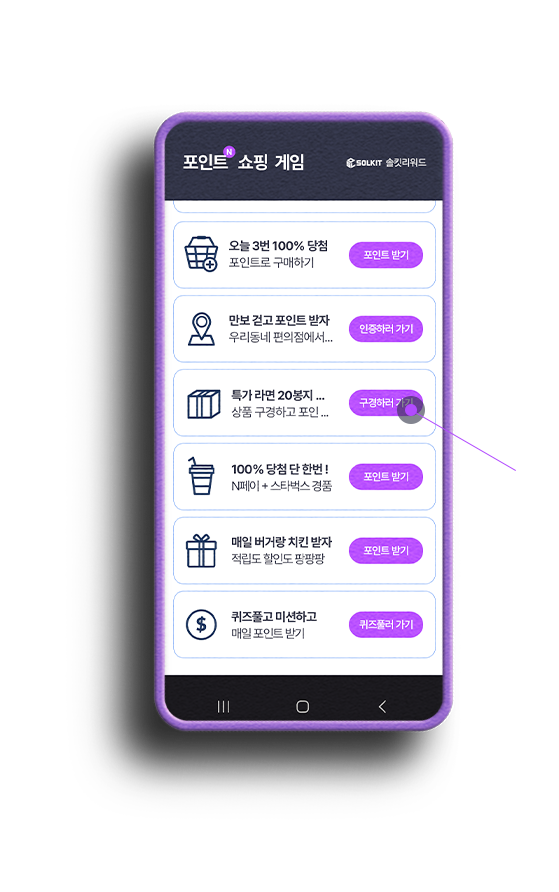 포인트 N 쇼핑 게임
SOLKIT 솔킷리워드
오늘 3번 100% 당첨
포인트로 구매하기
포인트 받기
만보 걷고 포인트 받자
우리동네 편의점에서...
인증하러 가기
특가 라면 20봉지 ...
상품 구경하고 포인 ...
구경하러 가기
100% 당첨 단 한번 !
N페이 + 스타벅스 경품
포인트 받기
매일 버거랑 치킨 받자
적립도 할인도 팡팡팡
포인트 받기
퀴즈풀고 미션하고
매일 포인트 받기
퀴즈풀러 가기